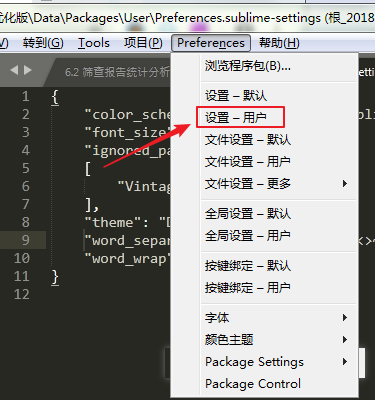 优化版\Data\Packages\User\Preferences.sublime-settings (根_2018
V) 转到(G) Tools 项目(P) Preferences 帮助(H)
6.2 筛查报告统计分析
浏览程序包(B)...
设置 – 默认
设置 – 用户
文件设置 – 默认
文件设置 – 用户
文件设置 – 更多
全局设置 – 默认
全局设置 – 用户
按键绑定 – 默认
按键绑定 – 用户
字体
颜色主题
Package Settings
Package Control
1 {
2 "color_sche
3 "font_size"
4 "ignored_pa
5 [
6 "Vintag
7 ],
8 "theme": "D
9 "word_separ
10 "word_wrap"
11 }
12